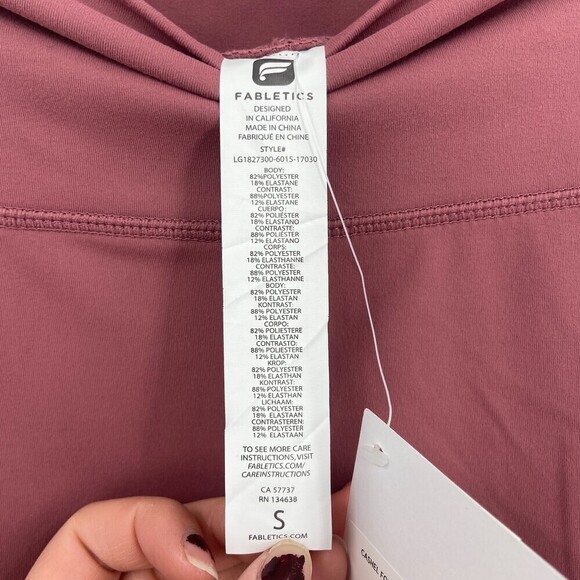 FABLETICS
DESIGNED
IN CALIFORNIA
MADE IN CHINA
FABRIQUÉ EN CHINE
STYLE#
LG1827300-6015-17030
BODY:
82%POLYESTER
18% ELASTANE
CONTRAST:
88%POLYESTER
12% ELASTANE
CUERPO:
82% POLIÉSTER
18% ELASTANO
CONTRASTE:
88% POLIÉSTER
12% ELASTANO
CORPS:
82% POLYESTER
18% ELASTHANNE
CONTRASTE:
88% POLYESTER
12% ELASTHANNE
BODY:
82% POLYESTER
18% ELASTAN
KONTRAST:
88% POLYESTER
12% ELASTAN
CORPO:
82% POLIESTERE
18% ELASTAN
CONTRASTO:
88% POLIESTERE
12% ELASTAN
KROP:
82% POLYESTER
18% ELASTHAN
KONTRAST:
88% POLYESTER
12% ELASTHAN
LICHAAM:
82% POLYESTER
18% ELASTAAN
CONTRASTEREN:
88% POLYESTER
12% ELASTAAN
TO SEE MORE CARE
INSTRUCTIONS, VISIT
FABLETICS.COM/
CAREINSTRUCTIONS
CA 57737
RN 134638
S
FABLETICS.COM
CASHEL